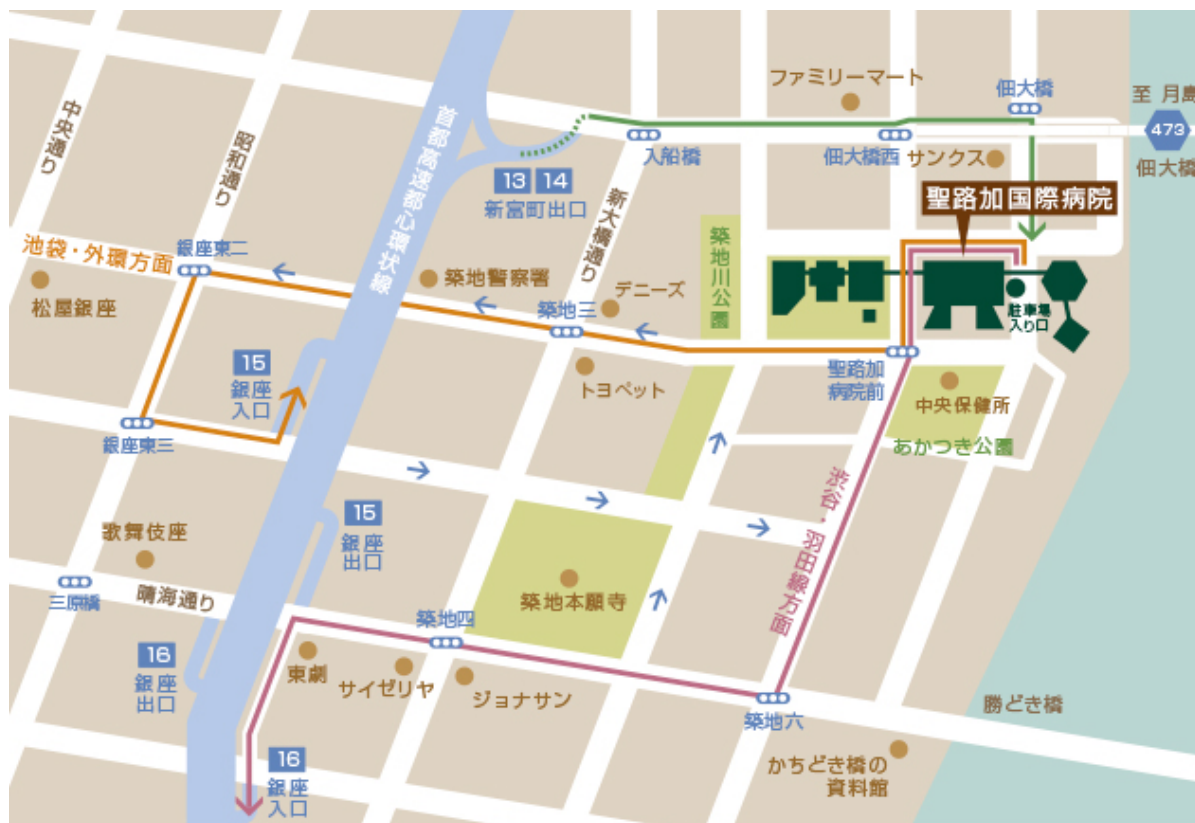 ファミリーマート
佃大橋
至 月島
473
佃大橋
中央通り
昭和通り
首都高速都心環状線
入船橋
佃大橋西
サンクス
13 14
新富町出口
新大橋通り
聖路加国際病院
池袋・外環方面
銀座東二
松屋銀座
築地警察署
築地三
デニーズ
築地川公園
駐車場
入り口
15
銀座
入口
トヨペット
聖路加
病院前
中央保健所
あかつき公園
銀座東三
渋谷・羽田線方面
15
銀座
出口
歌舞伎座
三原橋
晴海通り
築地本願寺
築地四
16
銀座
出口
東劇
サイゼリヤ
ジョナサン
築地六
勝どき橋
16
銀座
入口
かちどき橋の
資料館